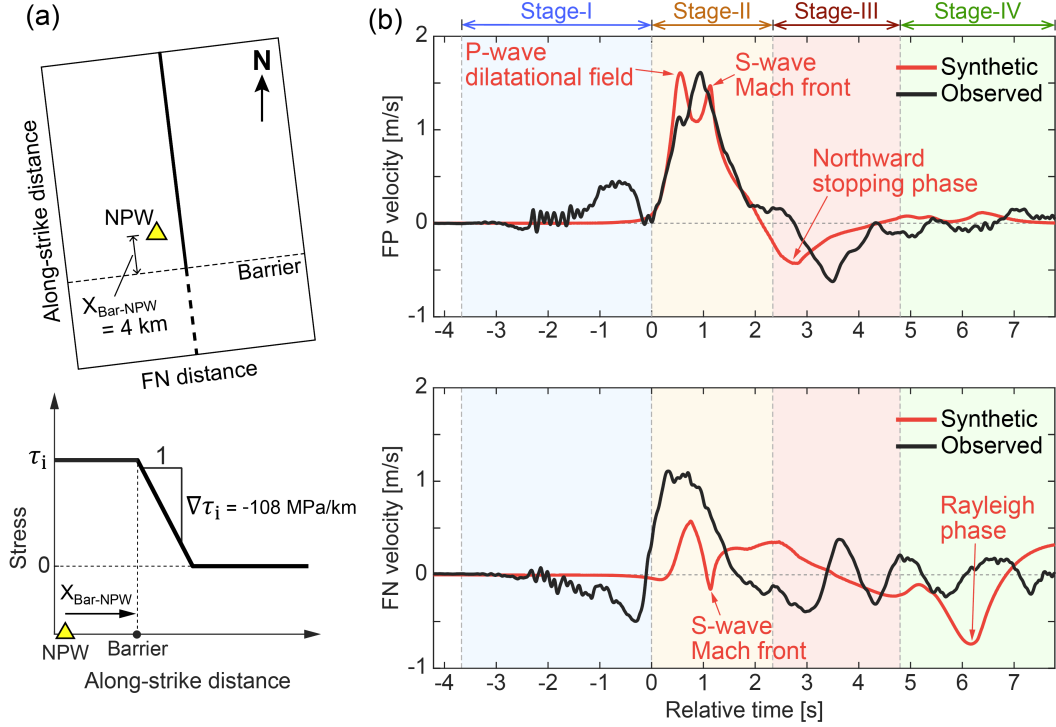 (a)
N
Along-strike distance
NPW
Barrier
X_Bar-NPW
= 4 km
FN distance
τi
1
∇τi = -108 MPa/km
Stress
0
X_Bar-NPW
NPW
Barrier
Along-strike distance
(b)
Stage-I
Stage-II
Stage-III
Stage-IV
2
P-wave
dilatational field
S-wave
Mach front
Synthetic
Observed
1
Northward
stopping phase
FP velocity [m/s]
0
-1
-4 -3 -2 -1 0 1 2 3 4 5 6 7
2
Synthetic
Observed
1
Rayleigh
phase
FN velocity [m/s]
0
S-wave
Mach front
-1
-4 -3 -2 -1 0 1 2 3 4 5 6 7
Relative time [s]